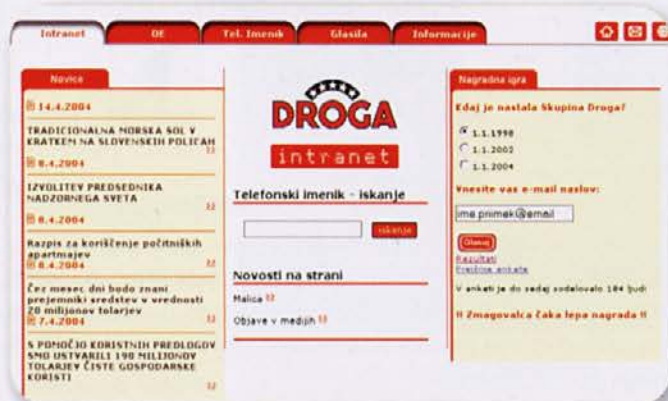 Intranet
OE
Tel. Imenik
Glasila
Informacije
Novice
14.4.2004
TRADICIONALNA MORSKA SOL V
KRATKEM NA SLOVENSKIH POLICAH
8.4.2004
IZVOLITEV PREDSEDNIKA
NADZORNEGA SVETA
8.4.2004
Razpis za koriščenje počitniških
apartmajev
8.4.2004
Čez mesec dni bodo znani
prejemniki sredstev v vrednosti
20 milijonov tolarjev
7.4.2004
S POMOČJO KORISTNIH PREDLOGOV
SMO USTVARILI 190 MILIJONOV
TOLARJEV ČISTE GOSPODARSKE
KORISTI
DROGA
intranet
Telefonski imenik - iskanje
iskanje
Novosti na strani
Malica
Objave v medijih
Nagradna igra
Kdaj je nastala Skupina Droga?
1.1.1998
1.1.2002
1.1.2004
Vnesite vas e-mail naslov:
ime.priimek@email
Glasuj
Rezultati
Prejšne ankete
V anketi je do sedaj sodelovalo 184 ljudi
!! Zmagovalca čaka lepa nagrada !!